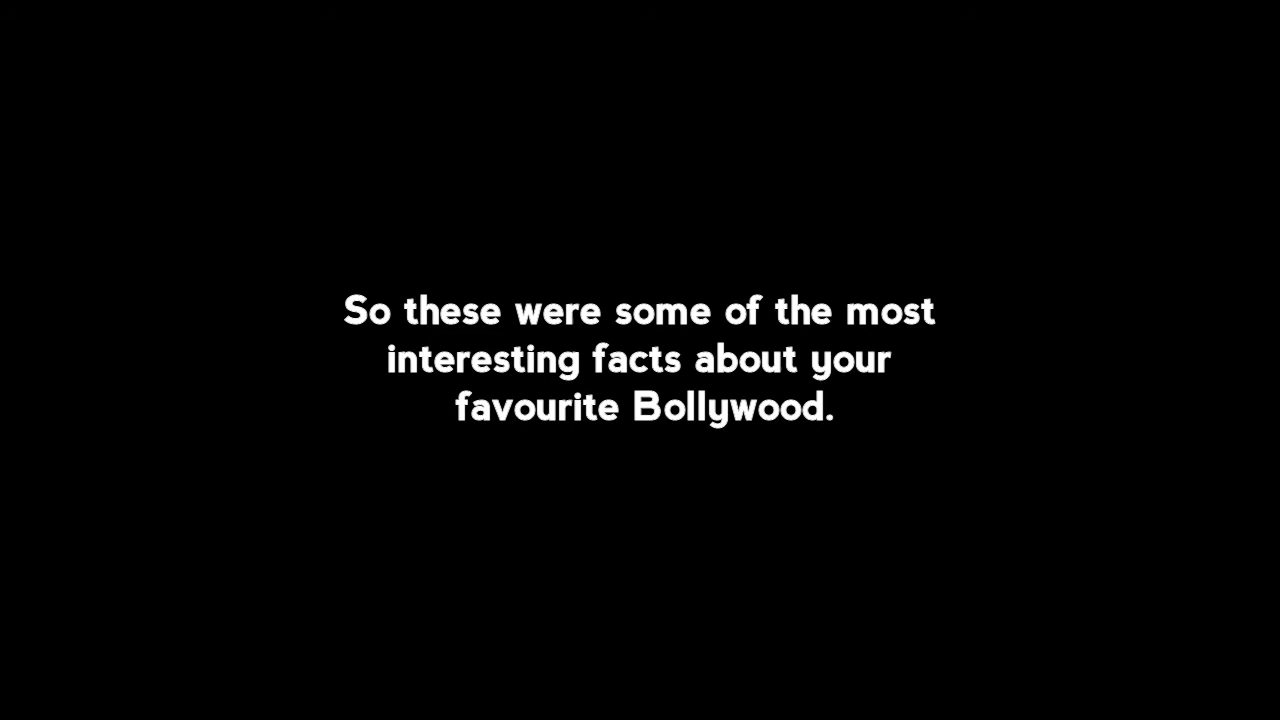 So these were some of the most
interesting facts about your
favourite Bollywood.